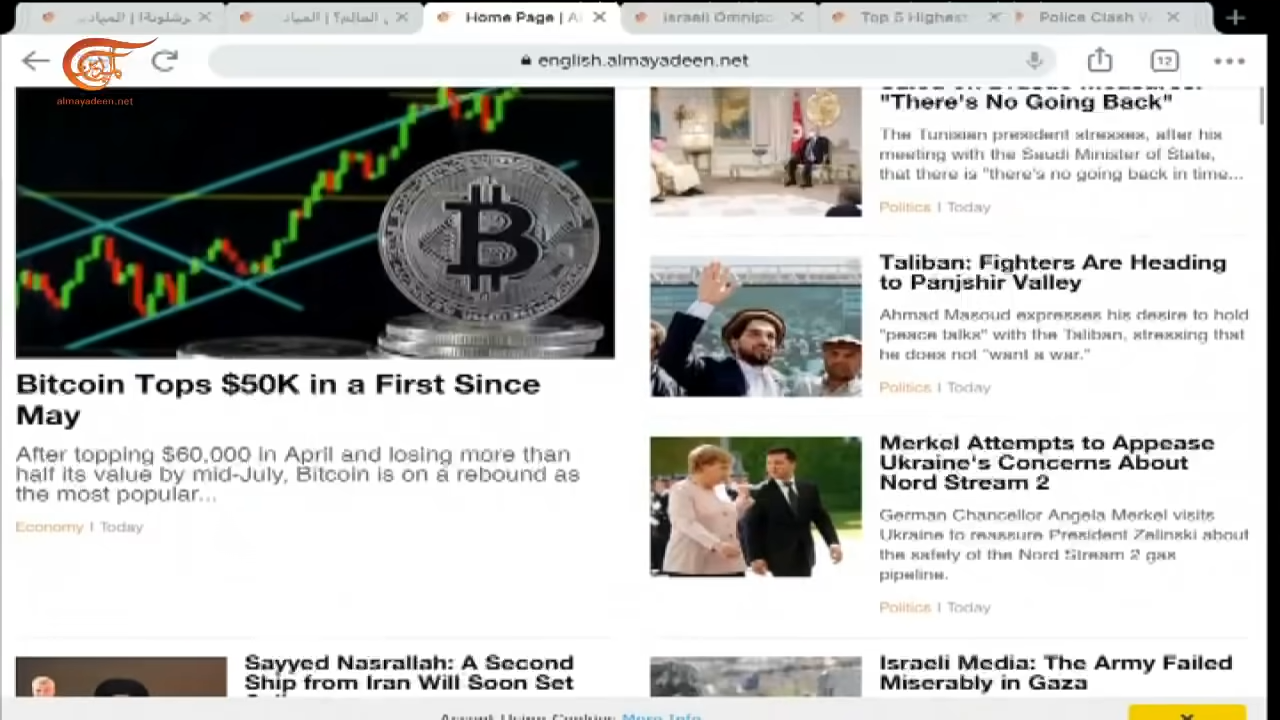 Home Page | A
Israeli Omnipo
Top 5 Highest
Police Clash
english.almayadeen.net
12
almayadeen.net
"There's No Going Back"
The Tunisian president stresses, after his
meeting with the Saudi Minister of State,
that there is "there's no going back in time...
Politics | Today
Taliban: Fighters Are Heading
to Panjshir Valley
Ahmad Masoud expresses his desire to hold
"peace talks" with the Taliban, stressing that
he does not "want a war."
Politics | Today
Bitcoin Tops $50K in a First Since
May
After topping $60,000 in April and losing more than
half its value by mid-July, Bitcoin is on a rebound as
the most popular...
Economy | Today
Merkel Attempts to Appease
Ukraine's Concerns About
Nord Stream 2
German Chancellor Angela Merkel visits
Ukraine to reassure President Zelinski about
the safety of the Nord Stream 2 gas
pipeline.
Politics | Today
Sayyed Nasrallah: A Second
Ship from Iran Will Soon Set
Israeli Media: The Army Failed
Miserably in Gaza
More Info